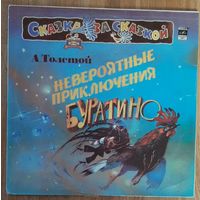 СКАЗКА ЗА СКАЗКОЙ
А Толстой
НЕВЕРОЯТНЫЕ
ПРИКЛЮЧЕНИЯ
БУРАТИНО